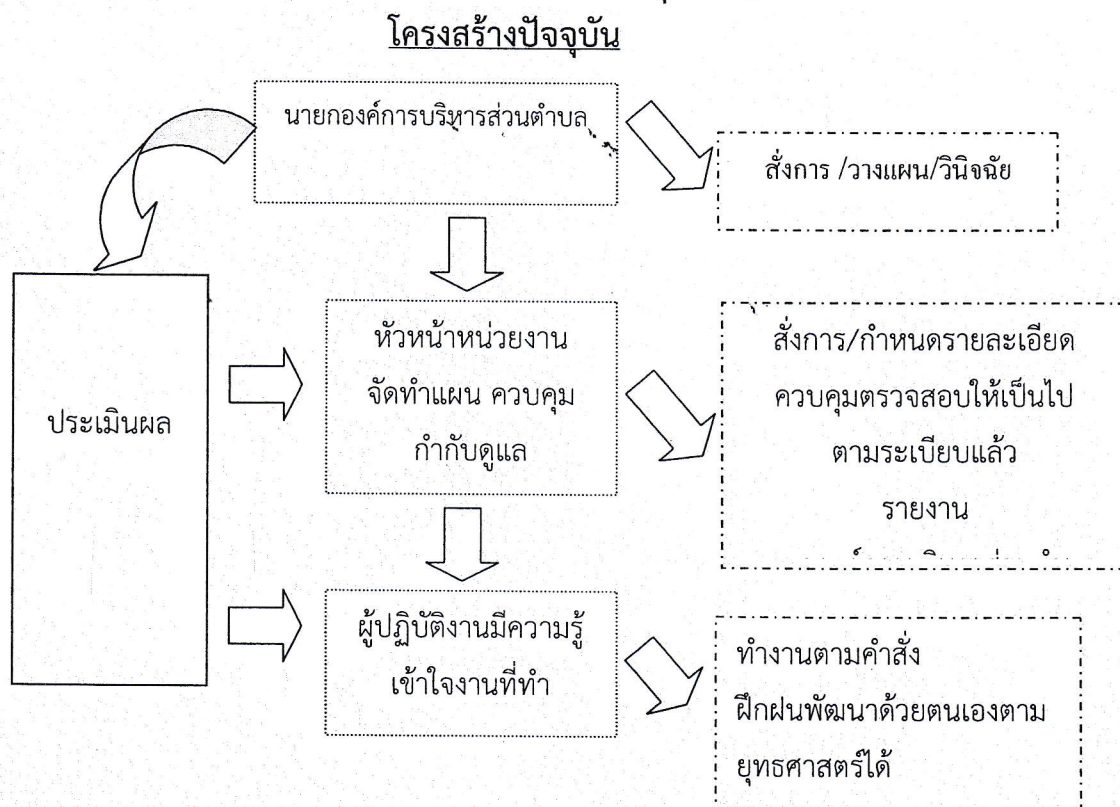 โครงสร้างปัจจุบัน
นายกองค์การบริหารส่วนตำบล
สั่งการ /วางแผน/วินิจฉัย
ประเมินผล
หัวหน้าหน่วยงาน
จัดทำแผน ควบคุม
กำกับดูแล
สั่งการ/กำหนดรายละเอียด
ควบคุมตรวจสอบให้เป็นไป
ตามระเบียบแล้ว
รายงาน
ผู้ปฏิบัติงานมีความรู้
เข้าใจงานที่ทำ
ทำงานตามคำสั่ง
ฝึกฝนพัฒนาด้วยตนเองตาม
ยุทธศาสตร์ได้